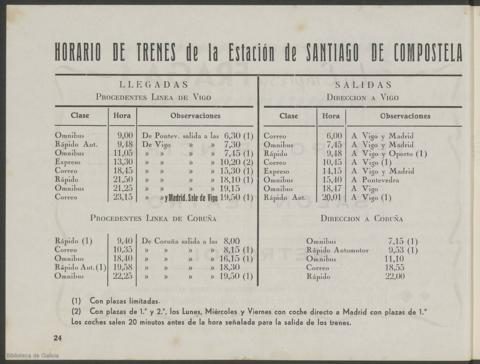 HORARIO DE TRENES de la Estación de SANTIAGO DE COMPOSTELA
LLEGADAS
Procedentes Linea de Vigo
Clase Hora Observaciones
Omnibus 9,00 De Pontev. salida a las 6,30 (1)
Rápido Aut. 9,48 De Vigo » » 7,30
Omnibus 11,05 » » » » 7,45 (1)
Expreso 13,30 » » » » 10,20 (2)
Correo 18,45 » » » » 15,30 (1)
Rápido 21,50 » » » » 18,10 (1)
Omnibus 21,25 » » » » 19,15
Correo 23,15 » » y Madrid. Sale de Vigo 19,50 (1)
Procedentes Linea de Coruña
Rápido (1) 9,40 De Coruña salida a las 8,00
Correo 10,35 » » » » 8,15 (1)
Omnibus 18,40 » » » » 16,15 (1)
Rápido Aut.(1) 19,58 » » » » 18,30
Omnibus 22,25 » » » » 19,50 (1)
SALIDAS
Direccion a Vigo
Clase Hora Observaciones
Correo 6,00 A Vigo y Madrid
Omnibus 7,45 A Vigo y Madrid
Rápido 9,48 A Vigo y Oporto (1)
Correo 10,45 A Vigo (1)
Expreso 14,15 A Vigo y Madrid
Omnibus 15,40 A Pontevedra
Omnibus 18,47 A Vigo
Rápido Aut. 20,01 A Vigo (1)
Direccion a Coruña
Omnibus 7,15 (1)
Rápido Automotor 9,53 (1)
Omnibus 11,10
Correo 18,55
Rápido 22,00
(1) Con plazas limitadas.
(2) Con plazas de 1.ª y 2.ª, los Lunes, Miércoles y Viernes con coche directo a Madrid con plazas de 1.ª
Los coches salen 20 minutos antes de la hora señalada para la salida de los trenes.
24
Biblioteca de Galicia